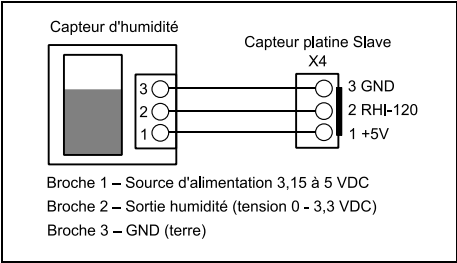 Capteur d'humidité
Capteur platine Slave
X4
3
3 GND
2
2 RHI-120
1
1 +5V
Broche 1 – Source d'alimentation 3,15 à 5 VDC
Broche 2 – Sortie humidité (tension 0 - 3,3 VDC)
Broche 3 – GND (terre)